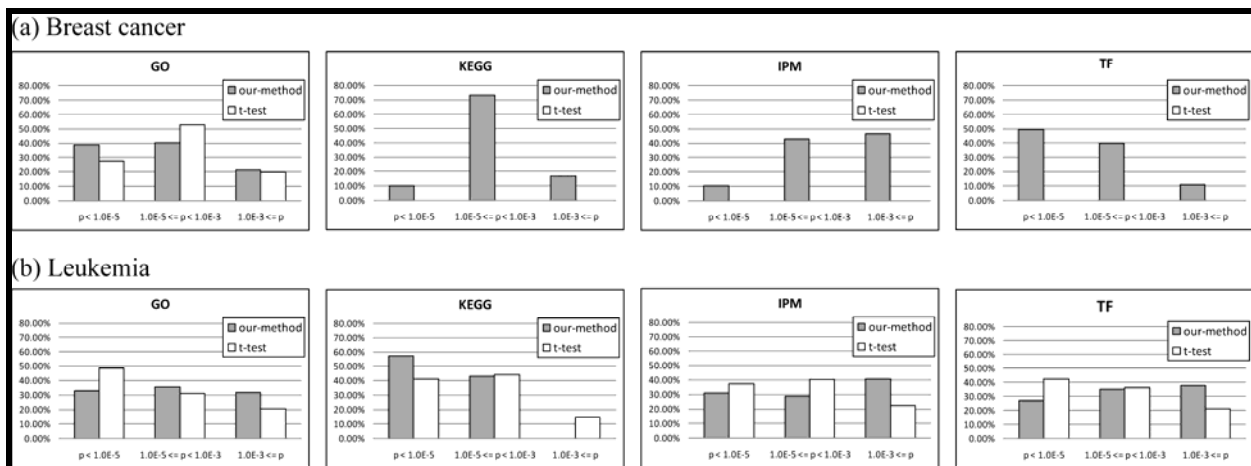 (a) Breast cancer
GO
80.00%
70.00%
60.00%
50.00%
40.00%
30.00%
20.00%
10.00%
0.00%
our-method
t-test
p < 1.0E-5
1.0E-5 <= p < 1.0E-3
1.0E-3 <= p
KEGG
80.00%
70.00%
60.00%
50.00%
40.00%
30.00%
20.00%
10.00%
0.00%
our-method
t-test
p < 1.0E-5
1.0E-5 <= p < 1.0E-3
1.0E-3 <= p
IPM
80.00%
70.00%
60.00%
50.00%
40.00%
30.00%
20.00%
10.00%
0.00%
our-method
t-test
p < 1.0E-5
1.0E-5 <= p < 1.0E-3
1.0E-3 <= p
TF
80.00%
70.00%
60.00%
50.00%
40.00%
30.00%
20.00%
10.00%
0.00%
our-method
t-test
p < 1.0E-5
1.0E-5 <= p < 1.0E-3
1.0E-3 <= p
(b) Leukemia
GO
80.00%
70.00%
60.00%
50.00%
40.00%
30.00%
20.00%
10.00%
0.00%
our-method
t-test
p < 1.0E-5
1.0E-5 <= p < 1.0E-3
1.0E-3 <= p
KEGG
80.00%
70.00%
60.00%
50.00%
40.00%
30.00%
20.00%
10.00%
0.00%
our-method
t-test
p < 1.0E-5
1.0E-5 <= p < 1.0E-3
1.0E-3 <= p
IPM
80.00%
70.00%
60.00%
50.00%
40.00%
30.00%
20.00%
10.00%
0.00%
our-method
t-test
p < 1.0E-5
1.0E-5 <= p < 1.0E-3
1.0E-3 <= p
TF
80.00%
70.00%
60.00%
50.00%
40.00%
30.00%
20.00%
10.00%
0.00%
our-method
t-test
p < 1.0E-5
1.0E-5 <= p < 1.0E-3
1.0E-3 <= p